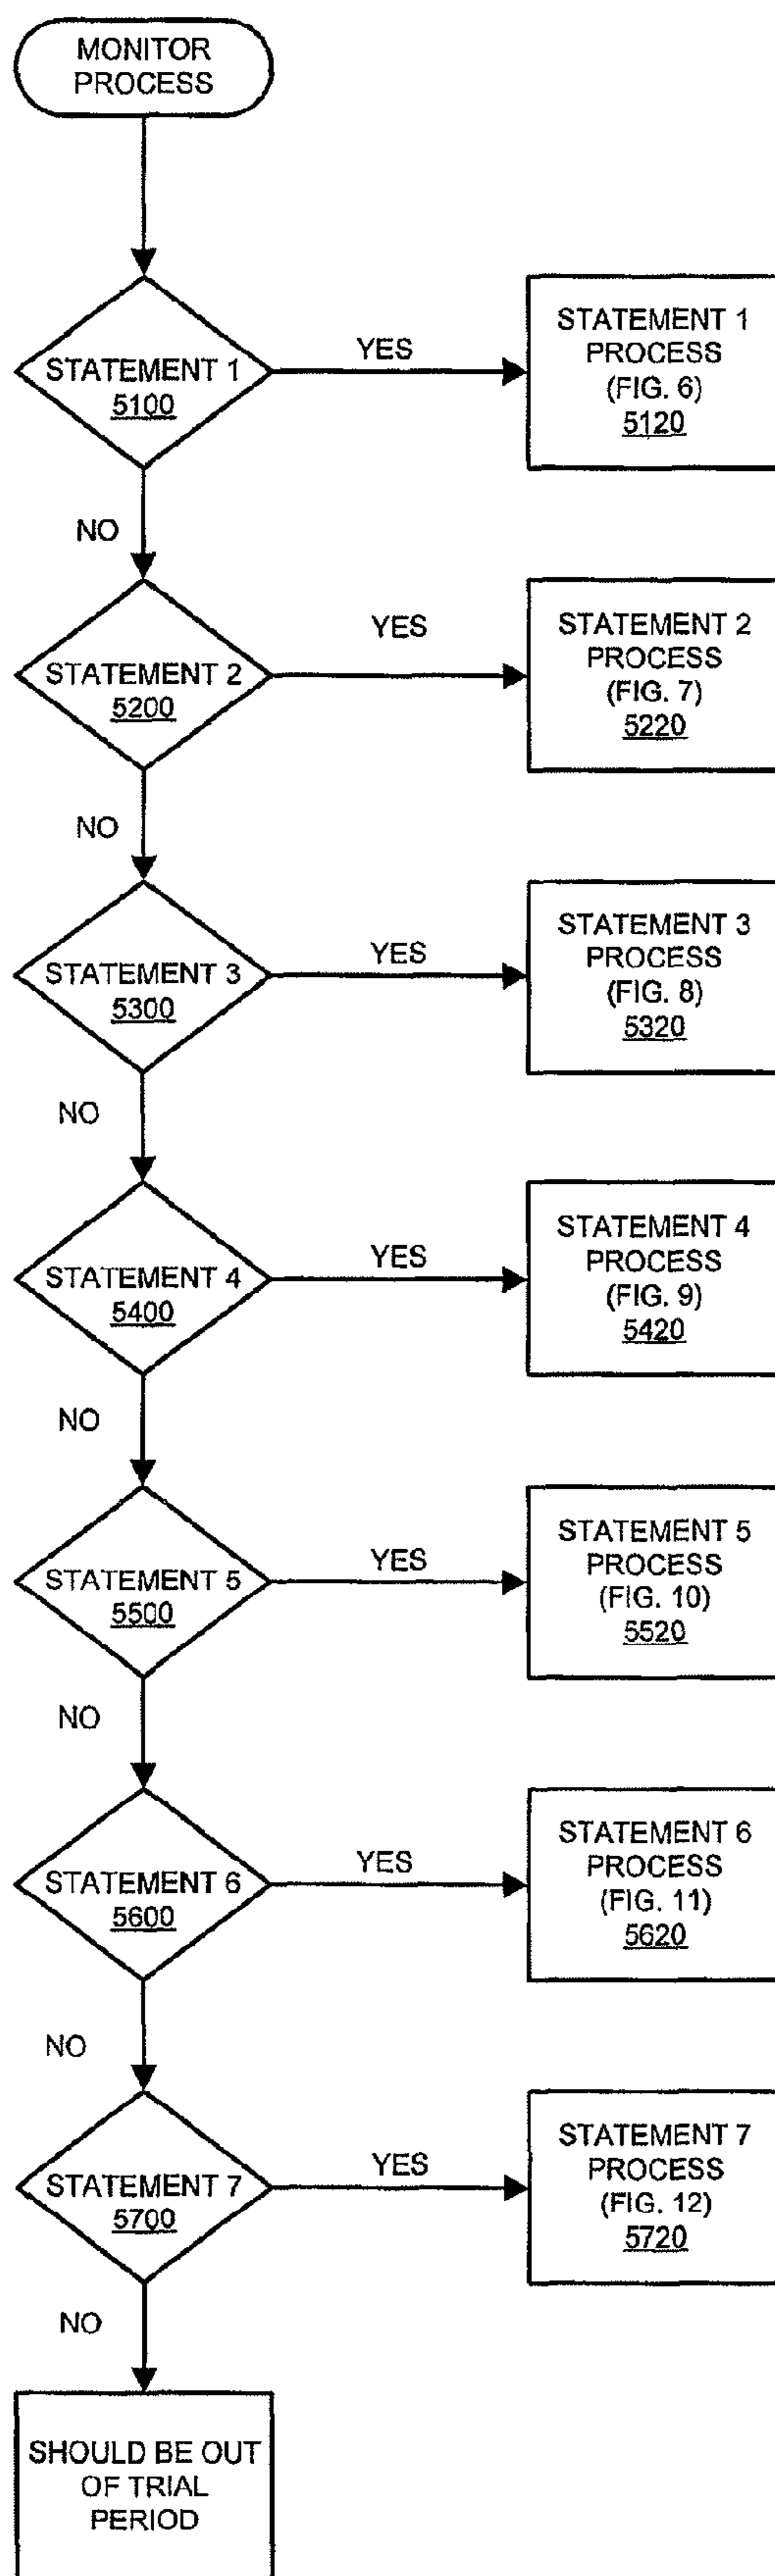 MONITOR
PROCESS
STATEMENT 1
5100
YES
STATEMENT 1
PROCESS
(FIG. 6)
5120
NO
STATEMENT 2
5200
YES
STATEMENT 2
PROCESS
(FIG. 7)
5220
NO
STATEMENT 3
5300
YES
STATEMENT 3
PROCESS
(FIG. 8)
5320
NO
STATEMENT 4
5400
YES
STATEMENT 4
PROCESS
(FIG. 9)
5420
NO
STATEMENT 5
5500
YES
STATEMENT 5
PROCESS
(FIG. 10)
5520
NO
STATEMENT 6
5600
YES
STATEMENT 6
PROCESS
(FIG. 11)
5620
NO
STATEMENT 7
5700
YES
STATEMENT 7
PROCESS
(FIG. 12)
5720
NO
SHOULD BE OUT
OF TRIAL
PERIOD